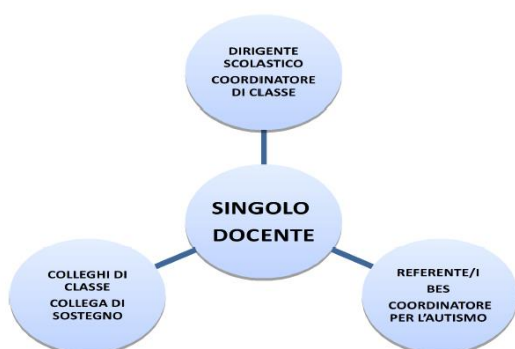 DIRIGENTE
SCOLASTICO
COORDINATORE
DI CLASSE
SINGOLO
DOCENTE
COLLEGHI DI
CLASSE
COLLEGA DI
SOSTEGNO
REFERENTE/I
BES
COORDINATORE
PER L'AUTISMO